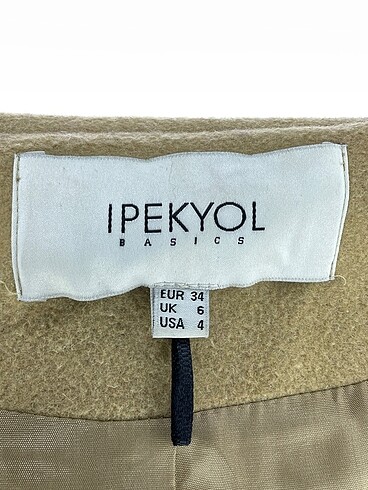 IPEKYOL
BASICS
EUR 34
UK 6
USA 4